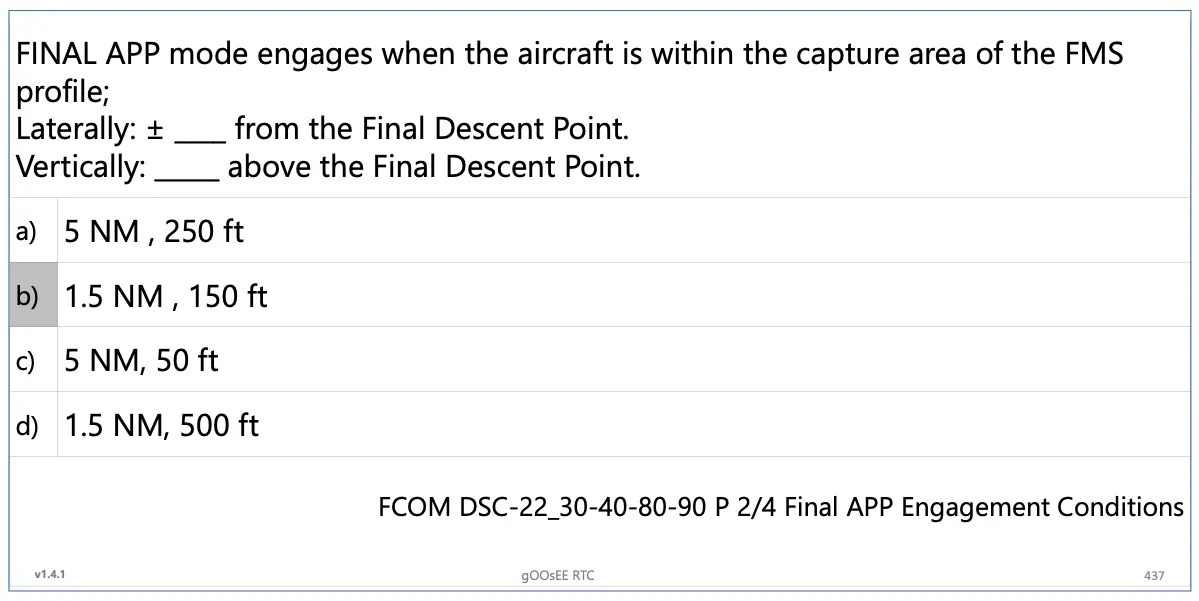 FINAL APP mode engages when the aircraft is within the capture area of the FMS
profile;
Laterally: ± ____ from the Final Descent Point.
Vertically: _____ above the Final Descent Point.
a) 5 NM , 250 ft
b) 1.5 NM , 150 ft
c) 5 NM, 50 ft
d) 1.5 NM, 500 ft
FCOM DSC-22_30-40-80-90 P 2/4 Final APP Engagement Conditions
v1.4.1 gOOsEE RTC 437